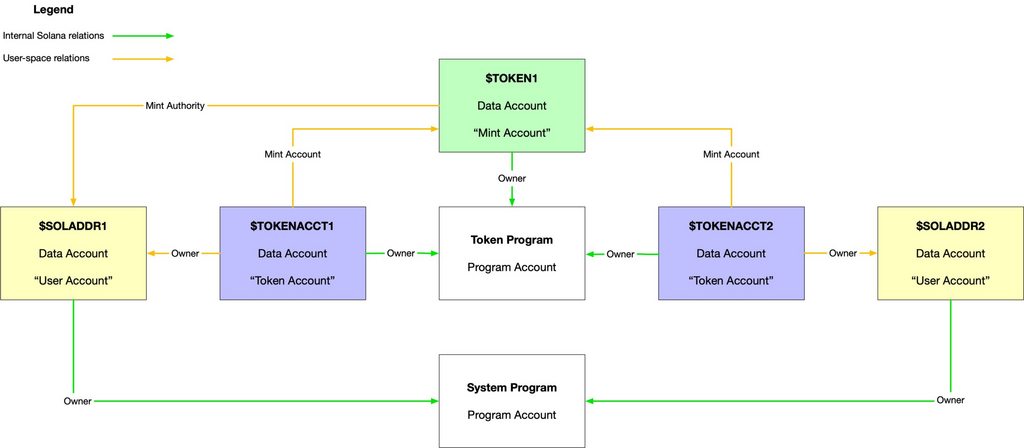 Legend
Internal Solana relations
User-space relations
$TOKEN1
Data Account
“Mint Account”
Mint Authority
Mint Account
Mint Account
Owner
$SOLADDR1
Data Account
“User Account”
Owner
$TOKENACCT1
Data Account
“Token Account”
Owner
Token Program
Program Account
Owner
$TOKENACCT2
Data Account
“Token Account”
Owner
$SOLADDR2
Data Account
“User Account”
Owner
System Program
Program Account
Owner